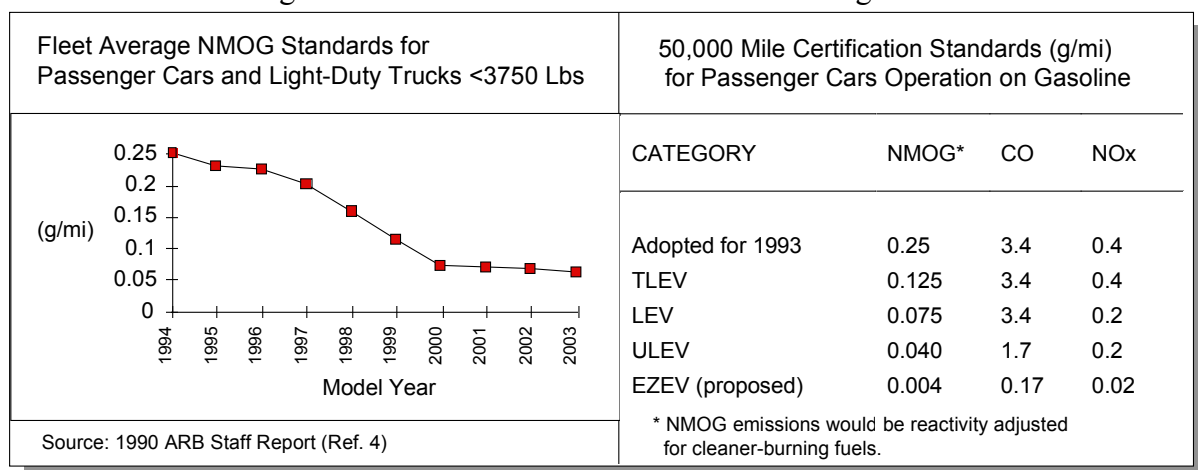 Fleet Average NMOG Standards for
Passenger Cars and Light-Duty Trucks <3750 Lbs
0.25
0.2
0.15
0.1
0.05
0
(g/mi)
1994
1995
1996
1997
1998
1999
2000
2001
2002
2003
Model Year
Source: 1990 ARB Staff Report (Ref. 4)
50,000 Mile Certification Standards (g/mi)
for Passenger Cars Operation on Gasoline
CATEGORY NMOG* CO NOx
Adopted for 1993 0.25 3.4 0.4
TLEV 0.125 3.4 0.4
LEV 0.075 3.4 0.2
ULEV 0.040 1.7 0.2
EZEV (proposed) 0.004 0.17 0.02
* NMOG emissions would be reactivity adjusted
for cleaner-burning fuels.